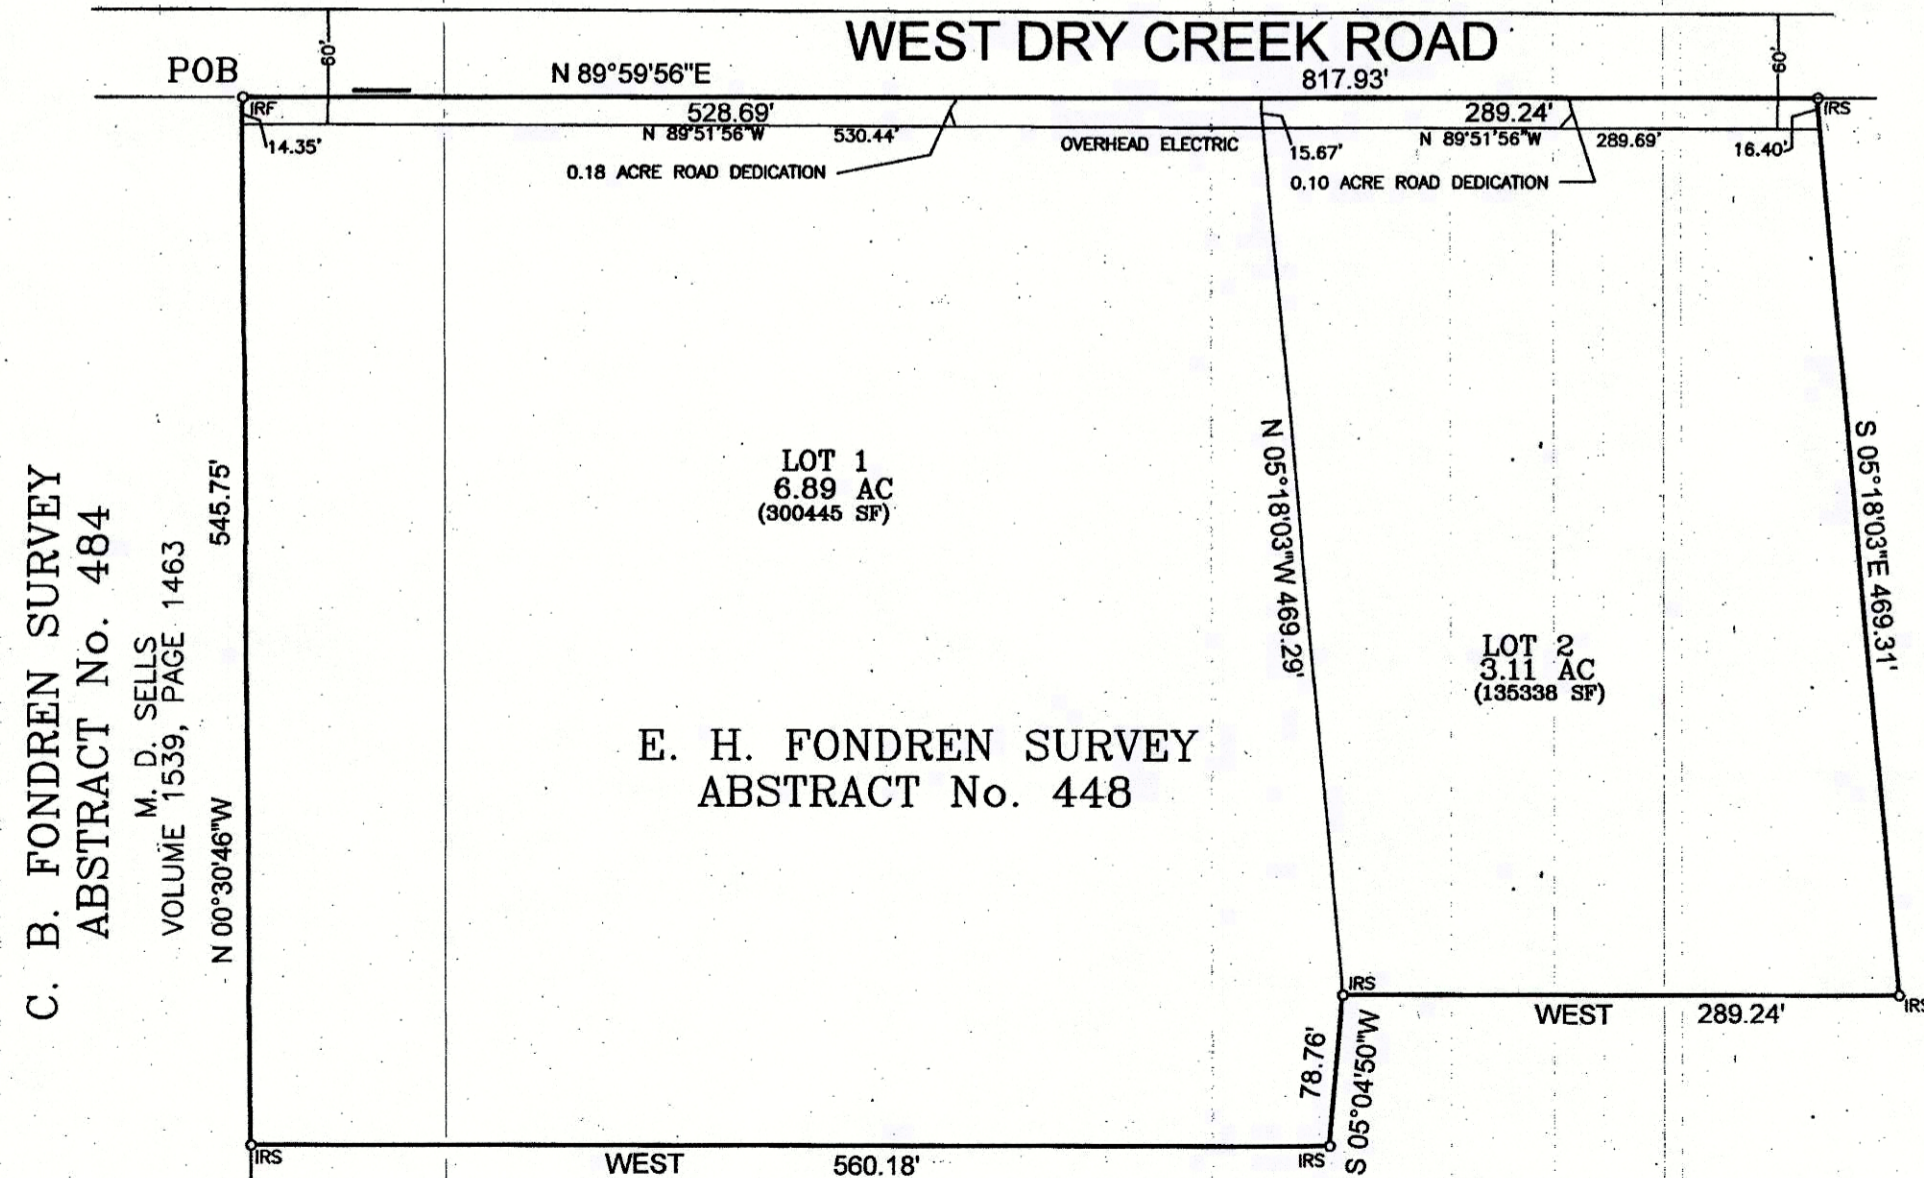 WEST DRY CREEK ROAD
POB
60'
N 89°59'56"E
817.93'
60'
IRF
528.69'
289.24'
IRS
14.35'
N 89°51'56"W
530.44'
OVERHEAD ELECTRIC
15.67'
N 89°51'56"W
289.69'
16.40'
0.18 ACRE ROAD DEDICATION
0.10 ACRE ROAD DEDICATION
LOT 1
6.89 AC
(300445 SF)
N 05°18'03"W 469.29'
S 05°18'03"E 469.31'
C. B. FONDREN SURVEY
ABSTRACT No. 484
M. D. SELLS
VOLUME 1539, PAGE 1463
545.75'
N 00°30'46"W
LOT 2
3.11 AC
(135338 SF)
E. H. FONDREN SURVEY
ABSTRACT No. 448
IRS
WEST
289.24'
IRS
78.76'
S 05°04'50"W
IRS
WEST
560.18'
IRS